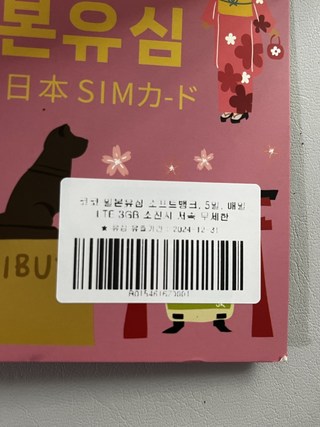 본유심
日本 SIMカード
일본유심 소프트뱅크, 5일, 매일
LTE 3GB 소진시 저속 무제한
★ 유심 유효기간 : 2024-12-31
IBU